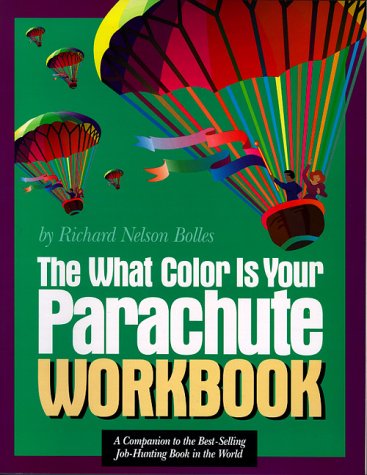 by Richard Nelson Bolles
The What Color Is Your
Parachute
WORKBOOK
A Companion to the Best-Selling
Job-Hunting Book in the World